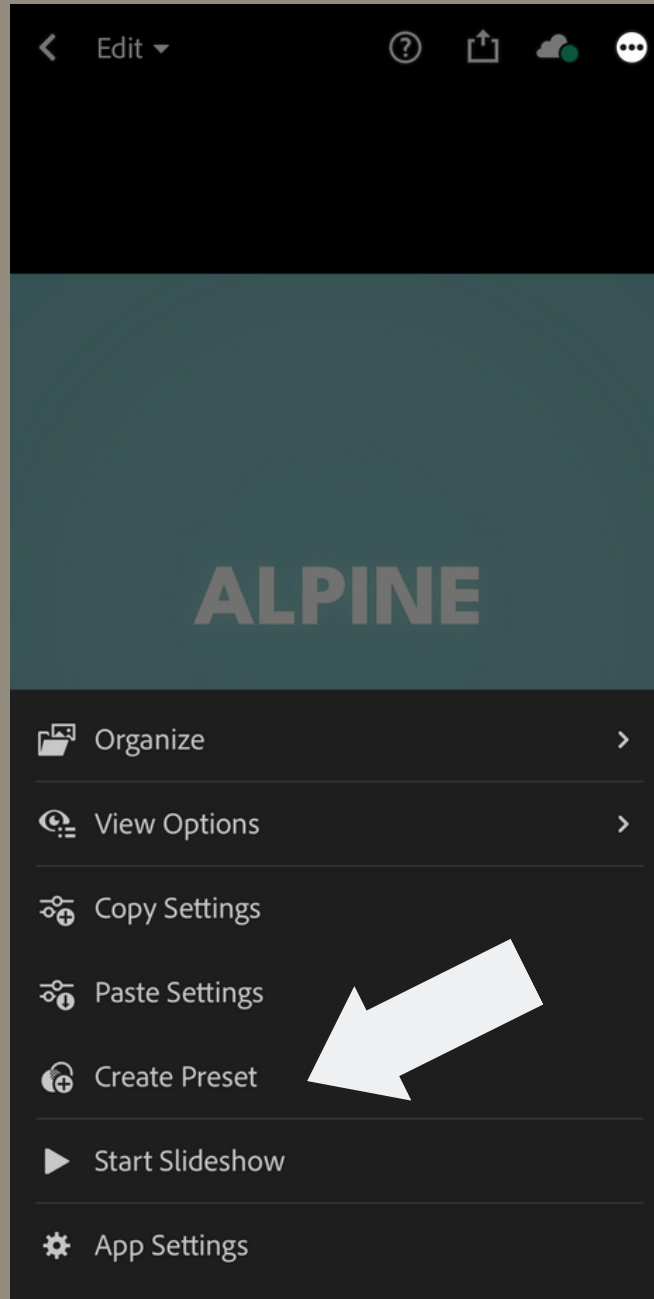 Edit
ALPINE
Organize
View Options
Copy Settings
Paste Settings
Create Preset
Start Slideshow
App Settings